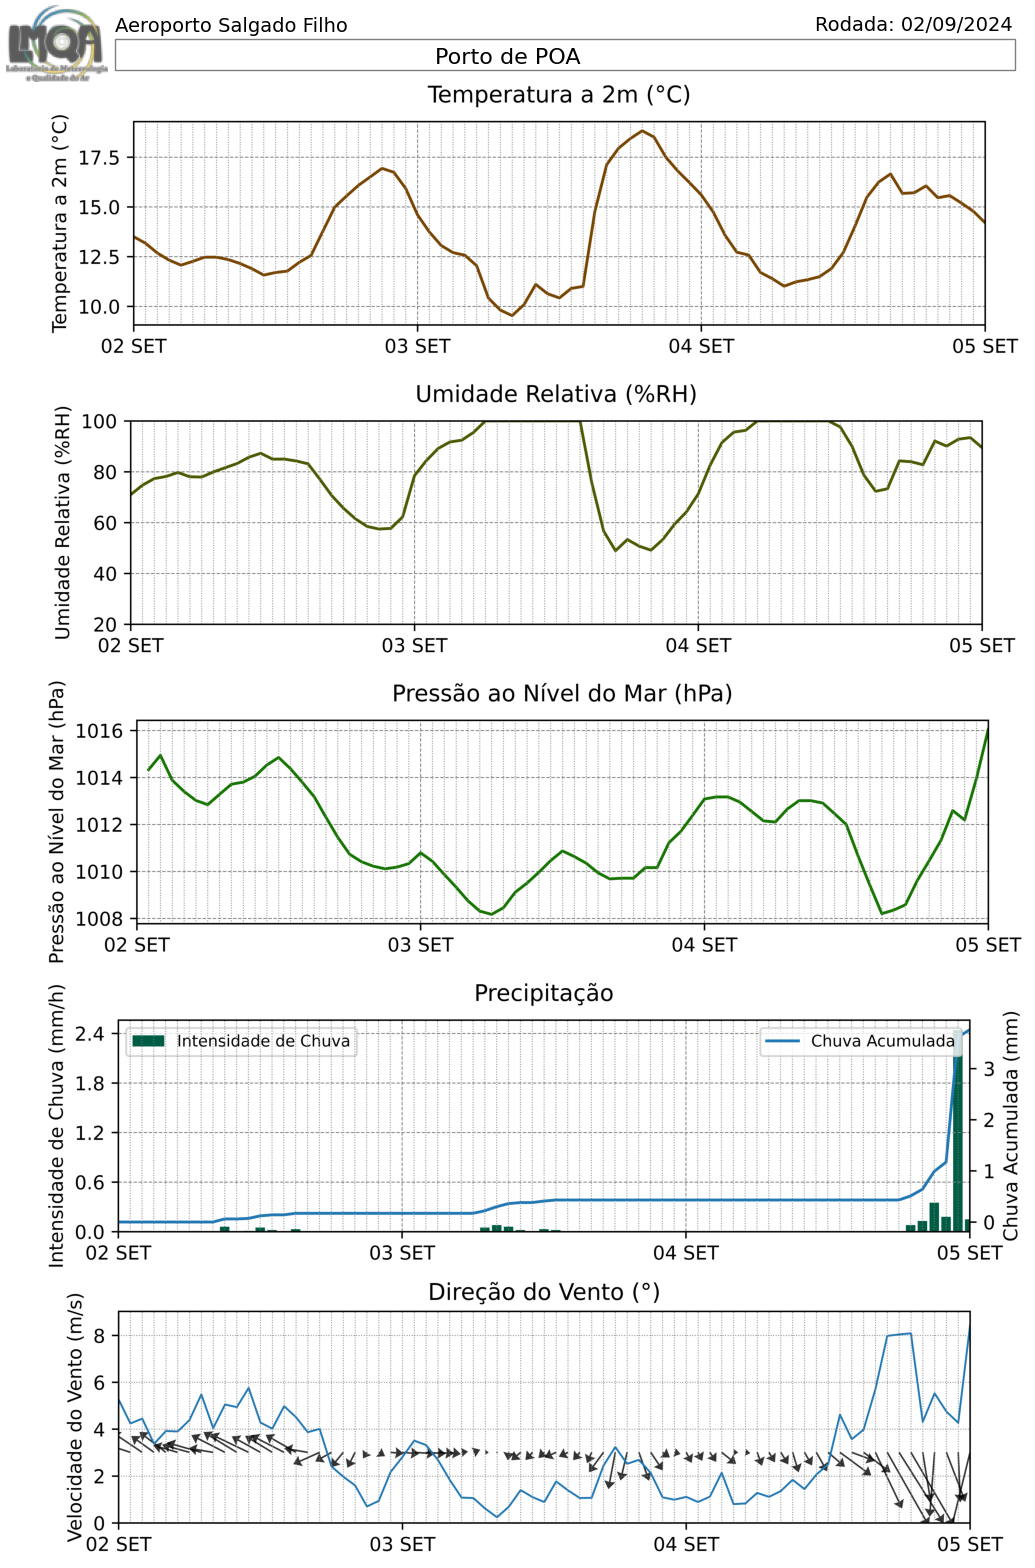 LMQA
Laboratório de Meteorologia
e Qualidade do Ar
Aeroporto Salgado Filho
Rodada: 02/09/2024
Porto de POA
Temperatura a 2m (°C)
Temperatura a 2m (°C)
17.5
15.0
12.5
10.0
02 SET 03 SET 04 SET 05 SET
Umidade Relativa (%RH)
Umidade Relativa (%RH)
100
80
60
40
20
02 SET 03 SET 04 SET 05 SET
Pressão ao Nível do Mar (hPa)
Pressão ao Nível do Mar (hPa)
1016
1014
1012
1010
1008
02 SET 03 SET 04 SET 05 SET
Precipitação
Intensidade de Chuva (mm/h)
2.4
1.8
1.2
0.6
0.0
Intensidade de Chuva
Chuva Acumulada
3
2
1
0
Chuva Acumulada (mm)
02 SET 03 SET 04 SET 05 SET
Direção do Vento (°)
Velocidade do Vento (m/s)
8
6
4
2
0
02 SET 03 SET 04 SET 05 SET